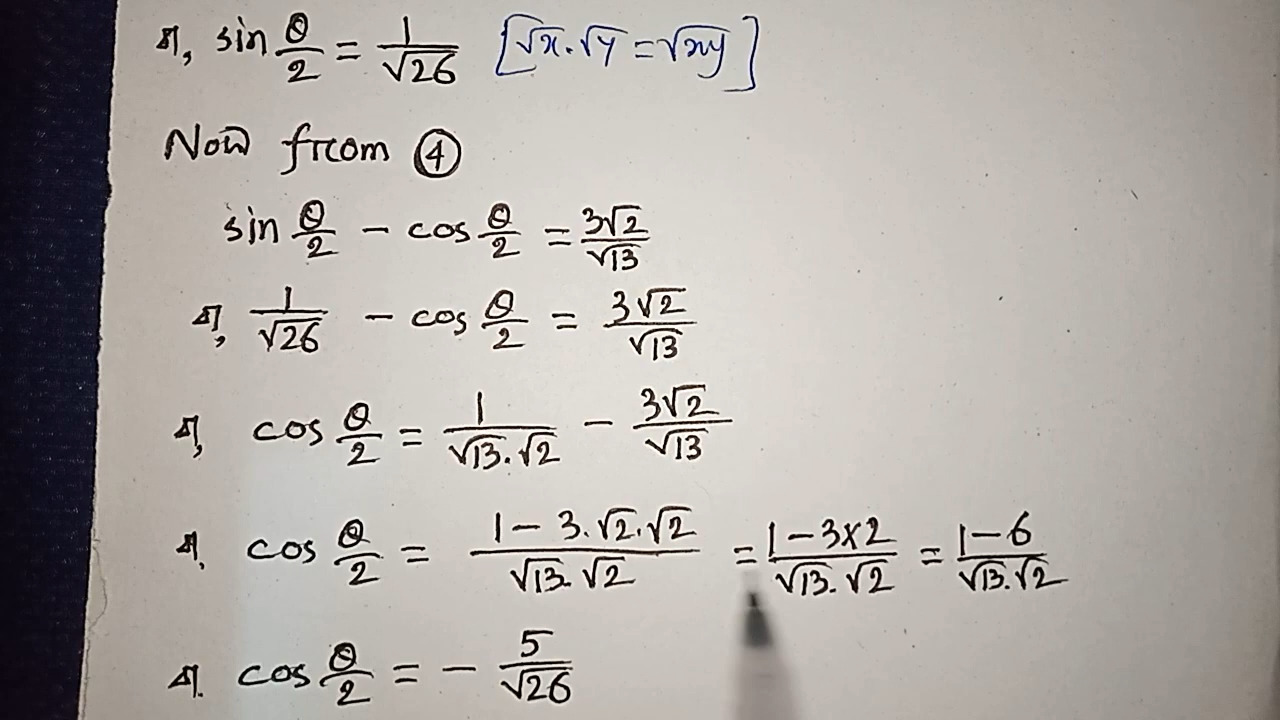 বা, sin θ/2 = 1/√26 [√x.√y = √xy]
Now from ④
sin θ/2 - cos θ/2 = 3√2/√13
বা, 1/√26 - cos θ/2 = 3√2/√13
বা, cos θ/2 = 1/√13.√2 - 3√2/√13
বা, cos θ/2 = 1-3.√2.√2/√13.√2 = 1-3×2/√13.√2 = 1-6/√13.√2
বা, cos θ/2 = - 5/√26